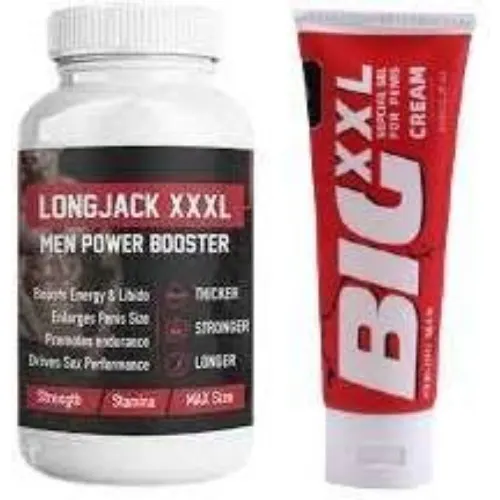 LONGJACK XXXL
MEN POWER BOOSTER
Boosts Energy & Libido
Enlarges Penis Size
Promotes endurance
Drives Sex Performance
THICKER
STRONGER
LONGER
Strength / Stamina / MAX Size
BIG XXL
SEPCIAL GEL
FOR PENIS
CREAM